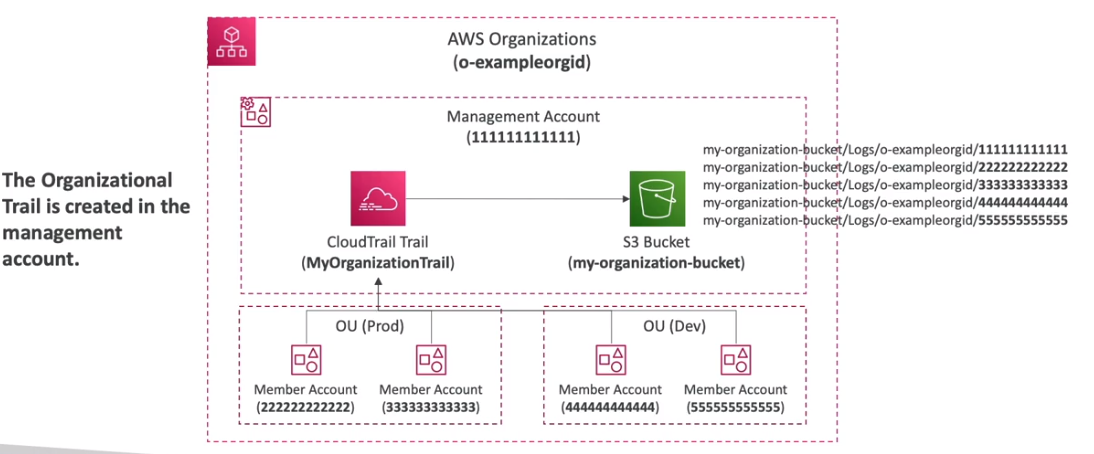 AWS Organizations
(o-exampleorgid)
Management Account
(111111111111)
The Organizational
Trail is created in the
management
account.
CloudTrail Trail
(MyOrganizationTrail)
S3 Bucket
(my-organization-bucket)
my-organization-bucket/Logs/o-exampleorgid/111111111111
my-organization-bucket/Logs/o-exampleorgid/222222222222
my-organization-bucket/Logs/o-exampleorgid/333333333333
my-organization-bucket/Logs/o-exampleorgid/444444444444
my-organization-bucket/Logs/o-exampleorgid/555555555555
OU (Prod)
Member Account
(222222222222)
Member Account
(333333333333)
OU (Dev)
Member Account
(444444444444)
Member Account
(555555555555)